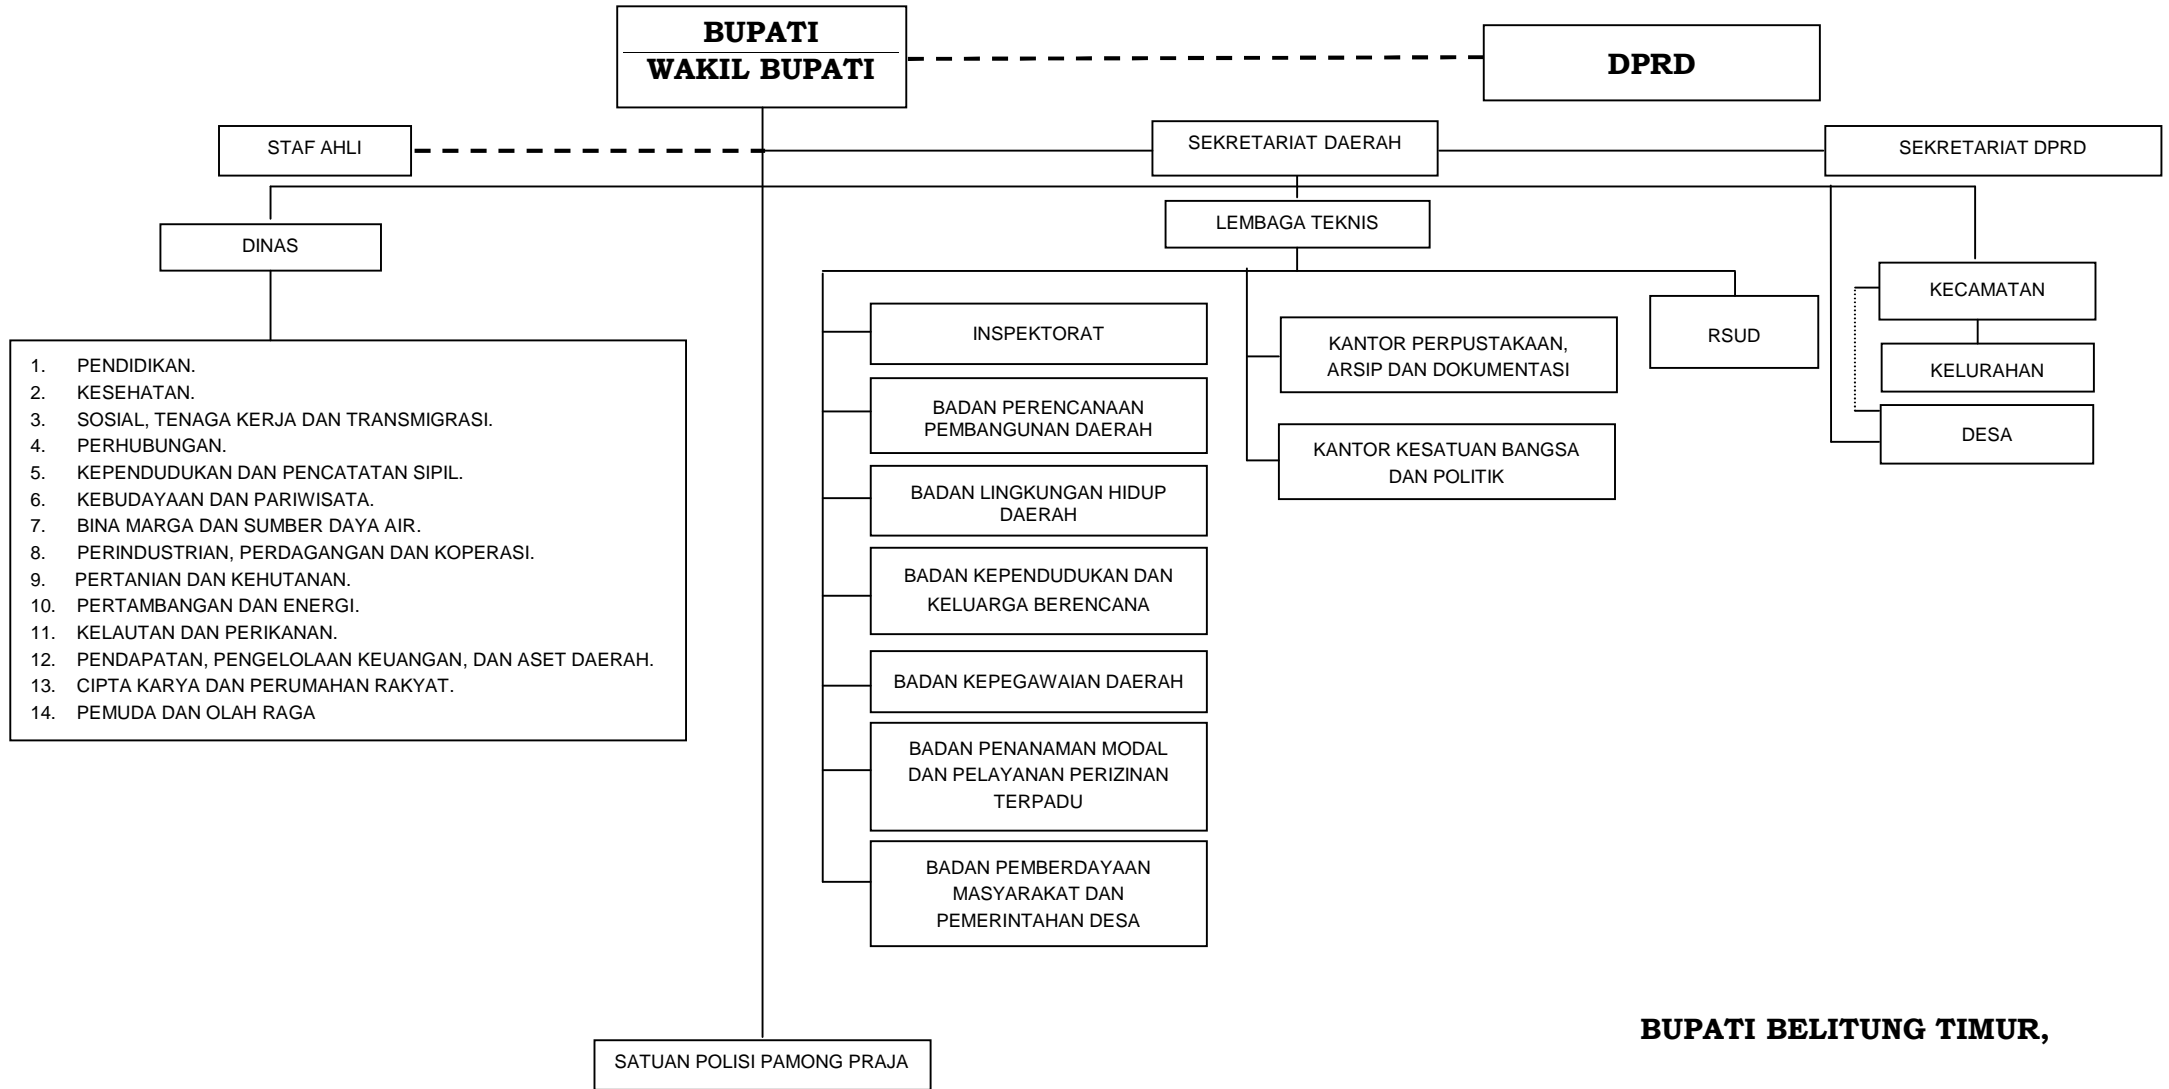 BUPATI
WAKIL BUPATI
DPRD
STAF AHLI
SEKRETARIAT DAERAH
SEKRETARIAT DPRD
DINAS
LEMBAGA TEKNIS
1. PENDIDIKAN.
2. KESEHATAN.
3. SOSIAL, TENAGA KERJA DAN TRANSMIGRASI.
4. PERHUBUNGAN.
5. KEPENDUDUKAN DAN PENCATATAN SIPIL.
6. KEBUDAYAAN DAN PARIWISATA.
7. BINA MARGA DAN SUMBER DAYA AIR.
8. PERINDUSTRIAN, PERDAGANGAN DAN KOPERASI.
9. PERTANIAN DAN KEHUTANAN.
10. PERTAMBANGAN DAN ENERGI.
11. KELAUTAN DAN PERIKANAN.
12. PENDAPATAN, PENGELOLAAN KEUANGAN, DAN ASET DAERAH.
13. CIPTA KARYA DAN PERUMAHAN RAKYAT.
14. PEMUDA DAN OLAH RAGA
INSPEKTORAT
BADAN PERENCANAAN
PEMBANGUNAN DAERAH
BADAN LINGKUNGAN HIDUP
DAERAH
BADAN KEPENDUDUKAN DAN
KELUARGA BERENCANA
BADAN KEPEGAWAIAN DAERAH
BADAN PENANAMAN MODAL
DAN PELAYANAN PERIZINAN
TERPADU
BADAN PEMBERDAYAAN
MASYARAKAT DAN
PEMERINTAHAN DESA
KANTOR PERPUSTAKAAN,
ARSIP DAN DOKUMENTASI
KANTOR KESATUAN BANGSA
DAN POLITIK
RSUD
KECAMATAN
KELURAHAN
DESA
SATUAN POLISI PAMONG PRAJA
BUPATI BELITUNG TIMUR,